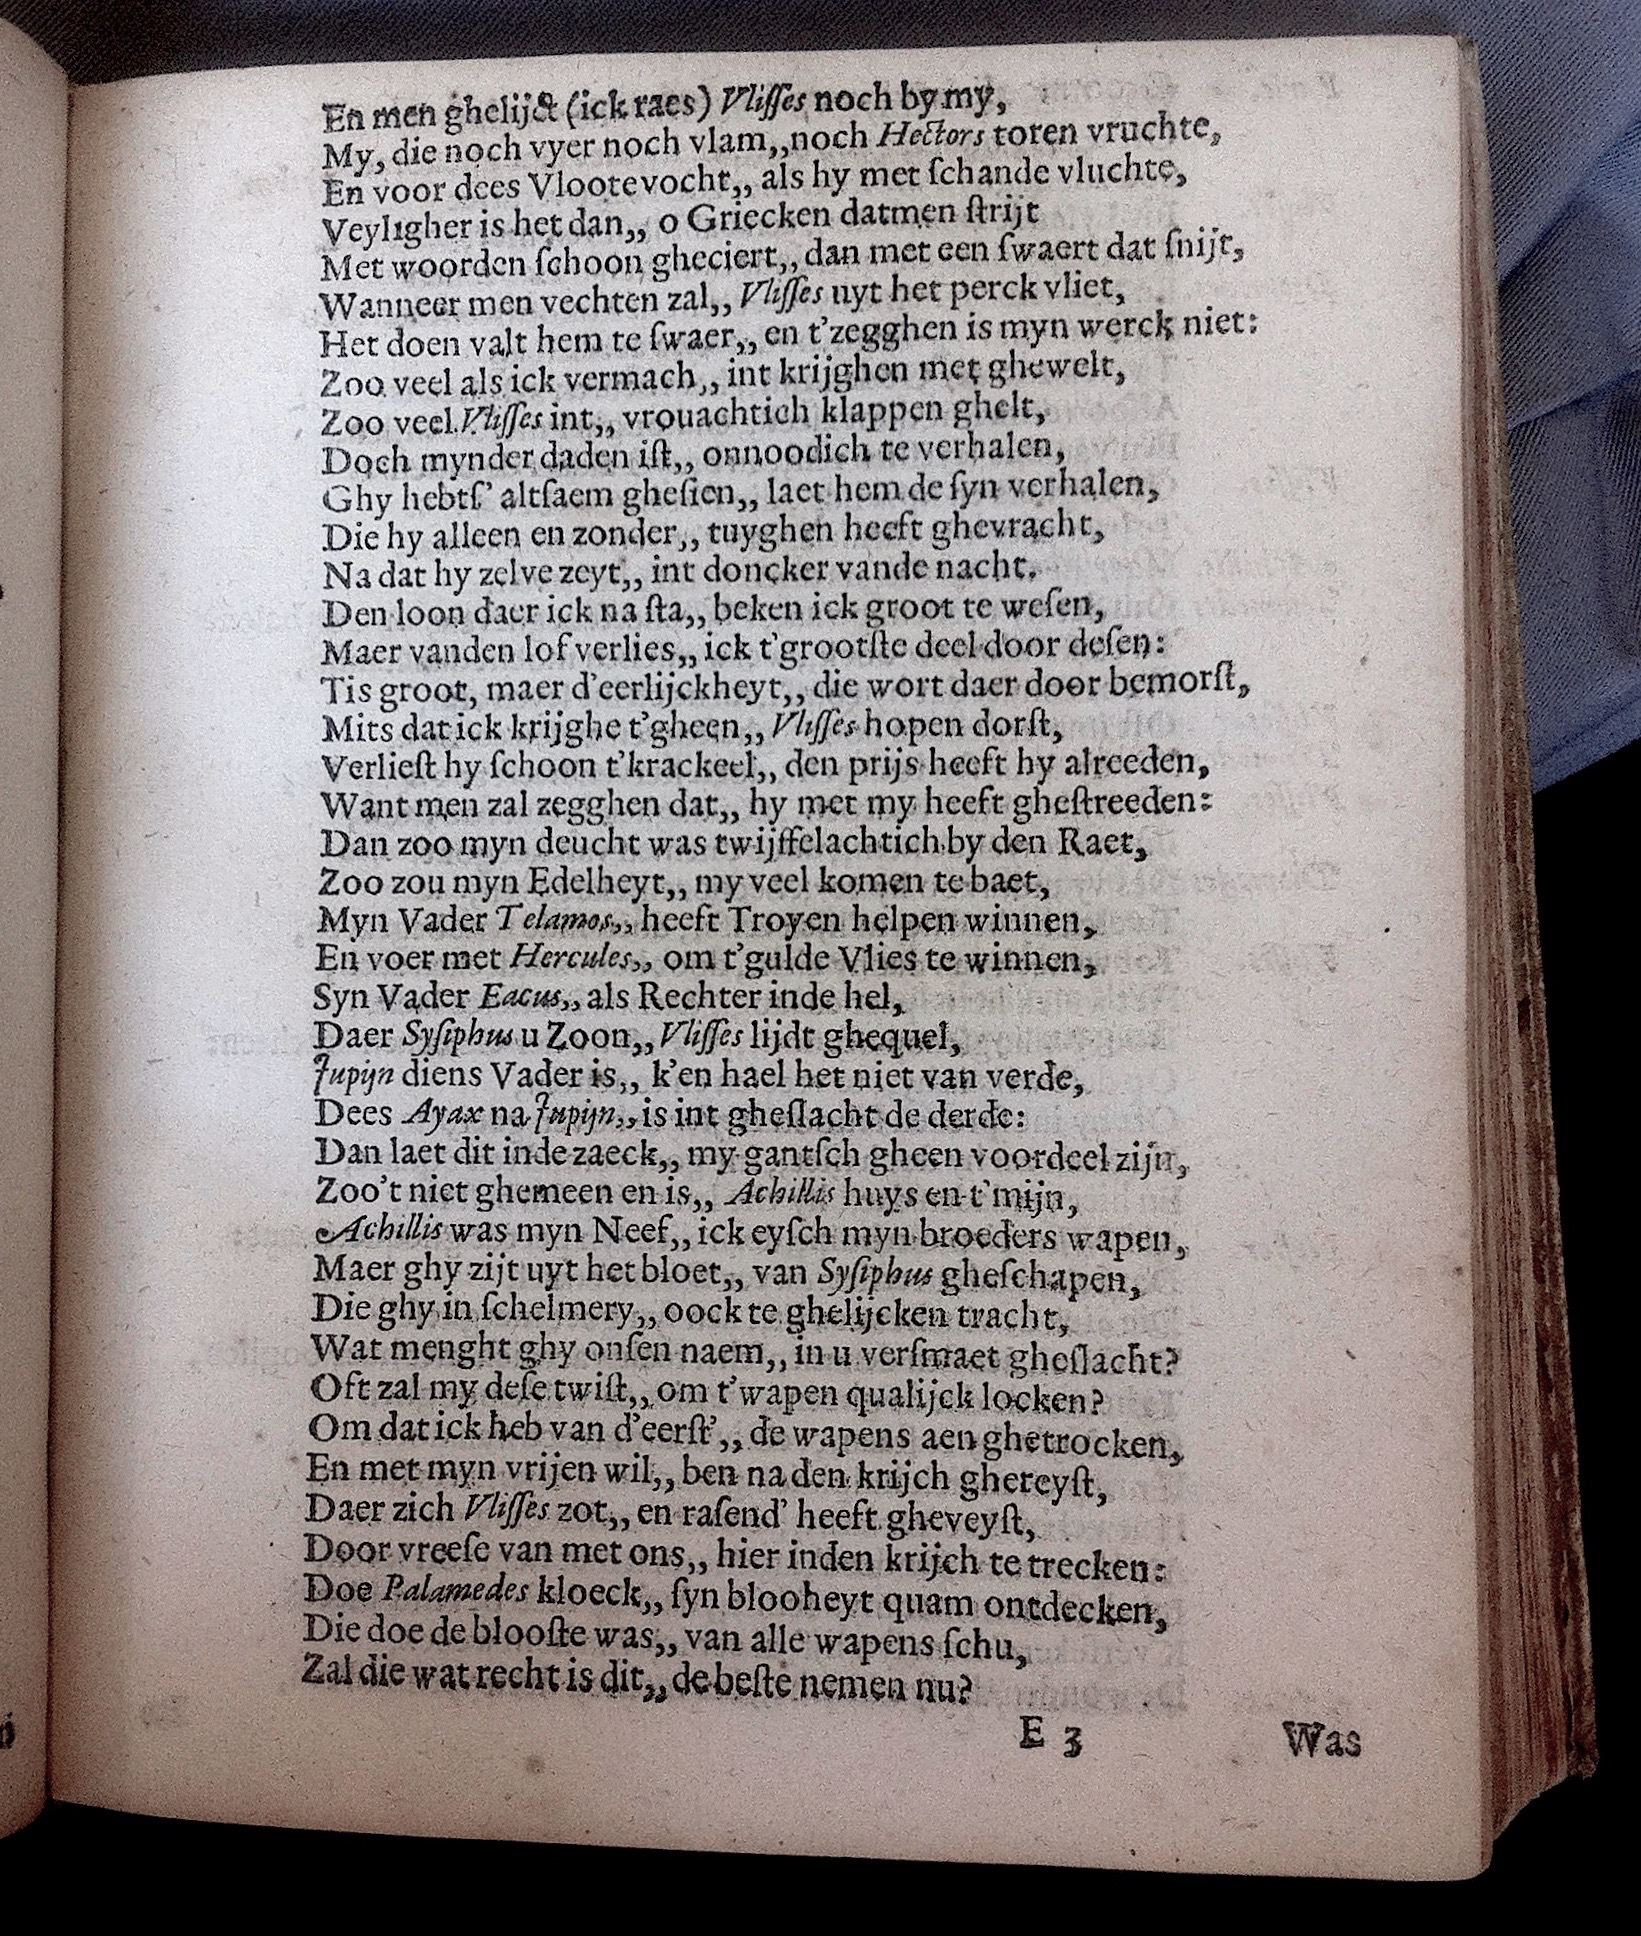 En men ghelijct (ick raes) Vlisſes noch by my,
My, die noch vyer noch vlam,, noch Hectors toren vruchte,
En voor dees Vlootevocht,, als hy met ſchande vluchte,
Veyligher is het dan,, o Griecken datmen ſtrijt
Met woorden ſchoon gheciert,, dan met een ſwaert dat ſnijt,
Wanneer men vechten zal,, Vliſſes uyt het perck vliet,
Het doen valt hem te ſwaer,, en t'zegghen is myn werck niet:
Zoo veel als ick vermach,, int krijghen met ghewelt,
Zoo veel Vliſſes int,, vrouachtich klappen ghelt,
Doch mynder daden iſt,, onnoodich te verhalen,
Ghy hebtſ' altſaem gheſien,, laet hem de ſyn verhalen,
Die hy alleen en zonder,, tuyghen heeft ghevracht,
Na dat hy zelve zeyt,, int doncker vande nacht.
Den loon daer ick na ſta,, beken ick groot te weſen,
Maer vanden lof verlies,, ick t'grootſte deel door deſen:
Tis groot, maer d'eerlijckheyt,, die wort daer door bemorſt,
Mits dat ick krijghe t'gheen,, Vliſſes hopen dorſt,
Verlieſt hy ſchoon t'krackeel,, den prijs heeft hy alreeden,
Want men zal zegghen dat,, hy met my heeft gheſtreeden:
Dan zoo myn deucht was twijffelachtich by den Raet,
Zoo zou myn Edelheyt,, my veel komen te baet,
Myn Vader Telamos,, heeft Troyen helpen winnen,
En voer met Hercules,, om t'gulde Vlies te winnen,
Syn Vader Eacus,, als Rechter inde hel,
Daer Syſiphus u Zoon,, Vliſſes lijdt ghequel,
Jupijn diens Vader is,, k'en hael het niet van verde,
Dees Ayax na Jupijn,, is int gheſlacht de derde:
Dan laet dit inde zaeck,, my gantſch gheen voordeel zijn,
Zoo't niet ghemeen en is,, Achillis huys en t'mijn,
Achillis was myn Neef,, ick eyſch myn broeders wapen,
Maer ghy zijt uyt het bloet,, van Syſiphus gheſchapen,
Die ghy in ſchelmery,, oock te ghelijcken tracht,
Wat menght ghy onſen naem,, in u verſmaet gheſlacht?
Oft zal my deſe twiſt,, om t'wapen qualijck locken?
Om dat ick heb van d'eerſt',, de wapens aen ghetrocken,
En met myn vrijen wil,, ben na den krijch ghereyſt,
Daer zich Vliſſes zot,, en raſend' heeft gheveyſt,
Door vreeſe van met ons,, hier inden krijch te trecken:
Doe Palamedes kloeck,, ſyn blooheyt quam ontdecken,
Die doe de blooſte was,, van alle wapens ſchu,
Zal die wat recht is dit,, de beſte nemen nu?
E 3 Was